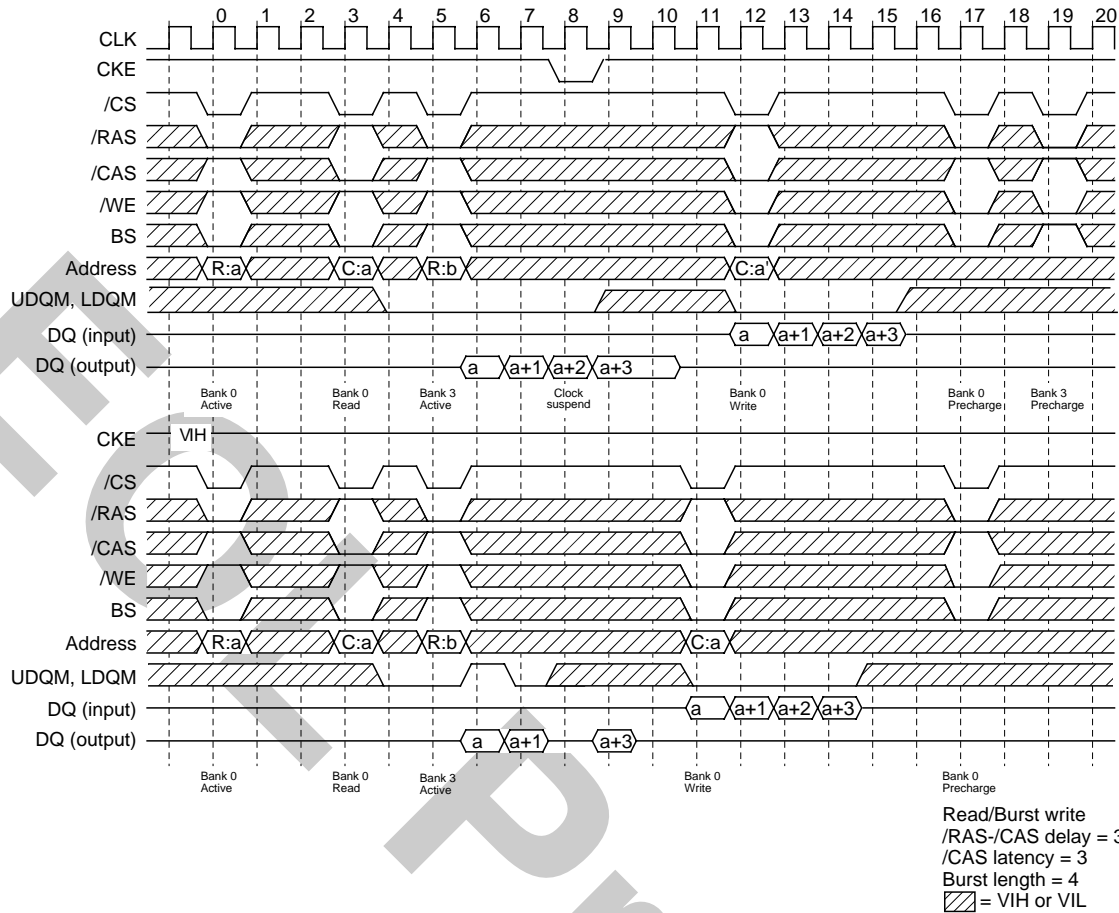 0 1 2 3 4 5 6 7 8 9 10 11 12 13 14 15 16 17 18 19 20
CLK
CKE
/CS
/RAS
/CAS
/WE
BS
Address R:a C:a R:b C:a'
UDQM, LDQM
DQ (input) a a+1 a+2 a+3
DQ (output) a a+1 a+2 a+3
Bank 0 Active
Bank 0 Read
Bank 3 Active
Clock suspend
Bank 0 Write
Bank 0 Precharge
Bank 3 Precharge
CKE VIH
/CS
/RAS
/CAS
/WE
BS
Address R:a C:a R:b C:a
UDQM, LDQM
DQ (input) a a+1 a+2 a+3
DQ (output) a a+1 a+3
Bank 0 Active
Bank 0 Read
Bank 3 Active
Bank 0 Write
Bank 0 Precharge
Read/Burst write
/RAS-/CAS delay = 3
/CAS latency = 3
Burst length = 4
= VIH or VIL